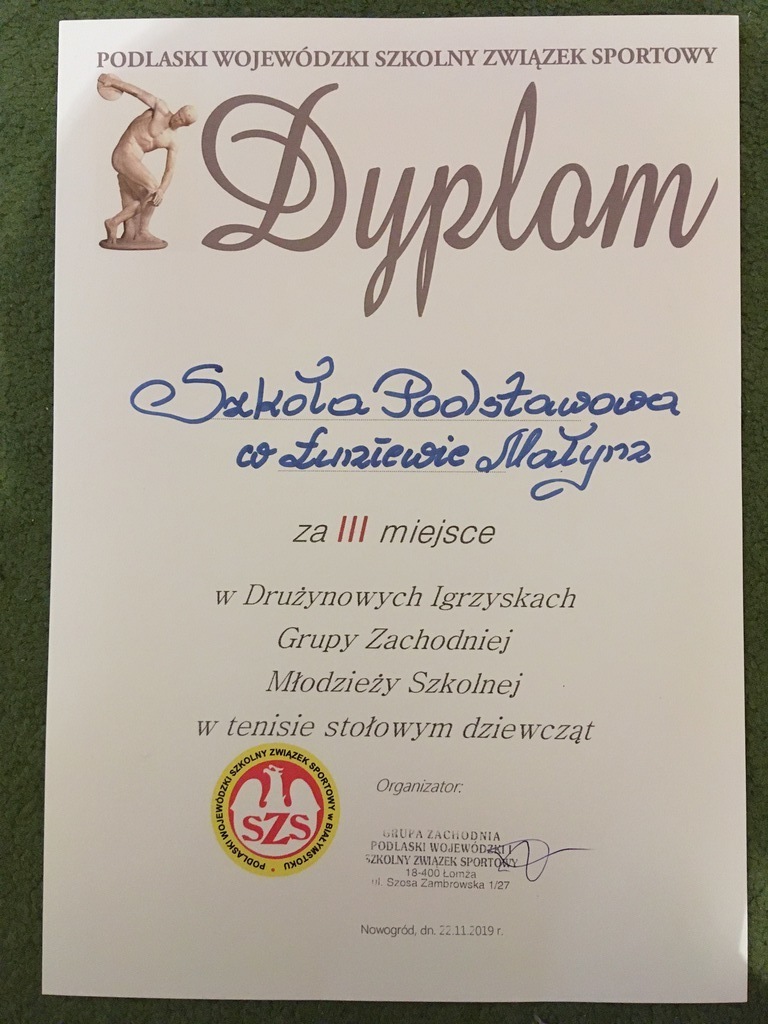 PODLASKI WOJEWÓDZKI SZKOLNY ZWIĄZEK SPORTOWY
Dyplom
Szkoła Podstawowa
w Łuniewie Małym
za III miejsce
w Drużynowych Igrzyskach
Grupy Zachodniej
Młodzieży Szkolnej
w tenisie stołowym dziewcząt
PODLASKI WOJEWÓDZKI SZKOLNY ZWIĄZEK SPORTOWY W BIAŁYMSTOKU
SZS
Organizator:
GRUPA ZACHODNIA
PODLASKI WOJEWÓDZKI
SZKOLNY ZWIĄZEK SPORTOWY
18-400 Łomża
ul. Szosa Zambrowska 1/27
Nowogród, dn. 22.11.2019 r.